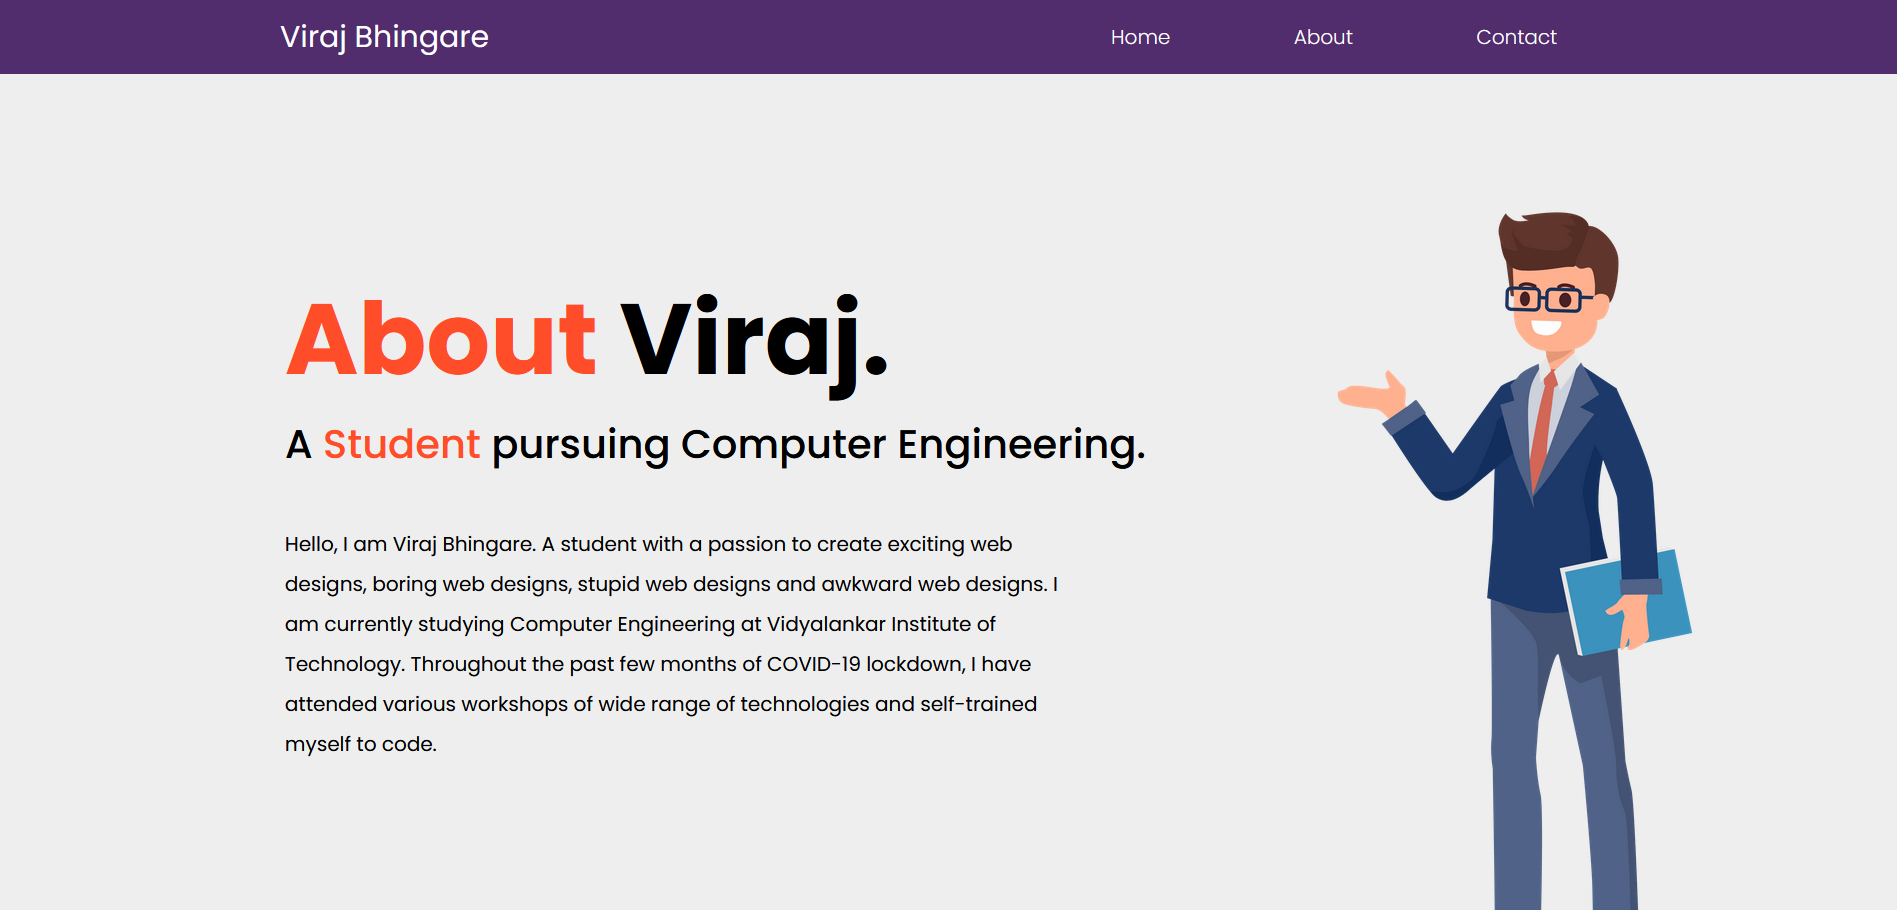 Viraj Bhingare
Home
About
Contact
About Viraj.
A Student pursuing Computer Engineering.
Hello, I am Viraj Bhingare. A student with a passion to create exciting web
designs, boring web designs, stupid web designs and awkward web designs. I
am currently studying Computer Engineering at Vidyalankar Institute of
Technology. Throughout the past few months of COVID-19 lockdown, I have
attended various workshops of wide range of technologies and self-trained
myself to code.